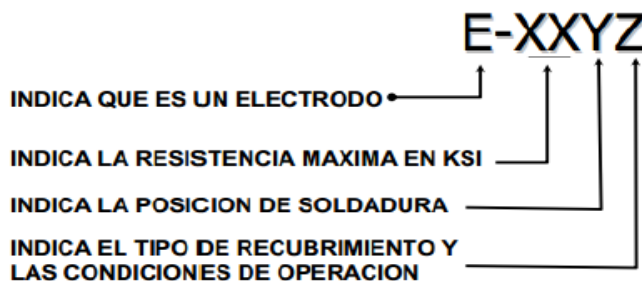 E-XXYZ
INDICA QUE ES UN ELECTRODO
INDICA LA RESISTENCIA MAXIMA EN KSI
INDICA LA POSICION DE SOLDADURA
INDICA EL TIPO DE RECUBRIMIENTO Y
LAS CONDICIONES DE OPERACION